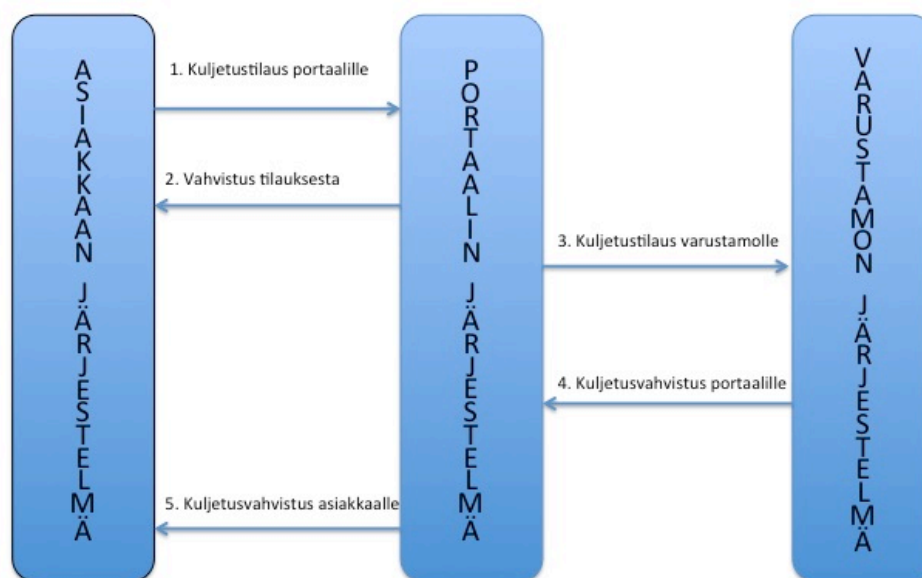 ASIAKKAAN JÄRJESTELMÄ
1. Kuljetustilaus portaalille
2. Vahvistus tilauksesta
5. Kuljetusvahvistus asiakkaalle
PORTAALIN JÄRJESTELMÄ
3. Kuljetustilaus varustamolle
4. Kuljetusvahvistus portaalille
VARUSTAMON JÄRJESTELMÄ